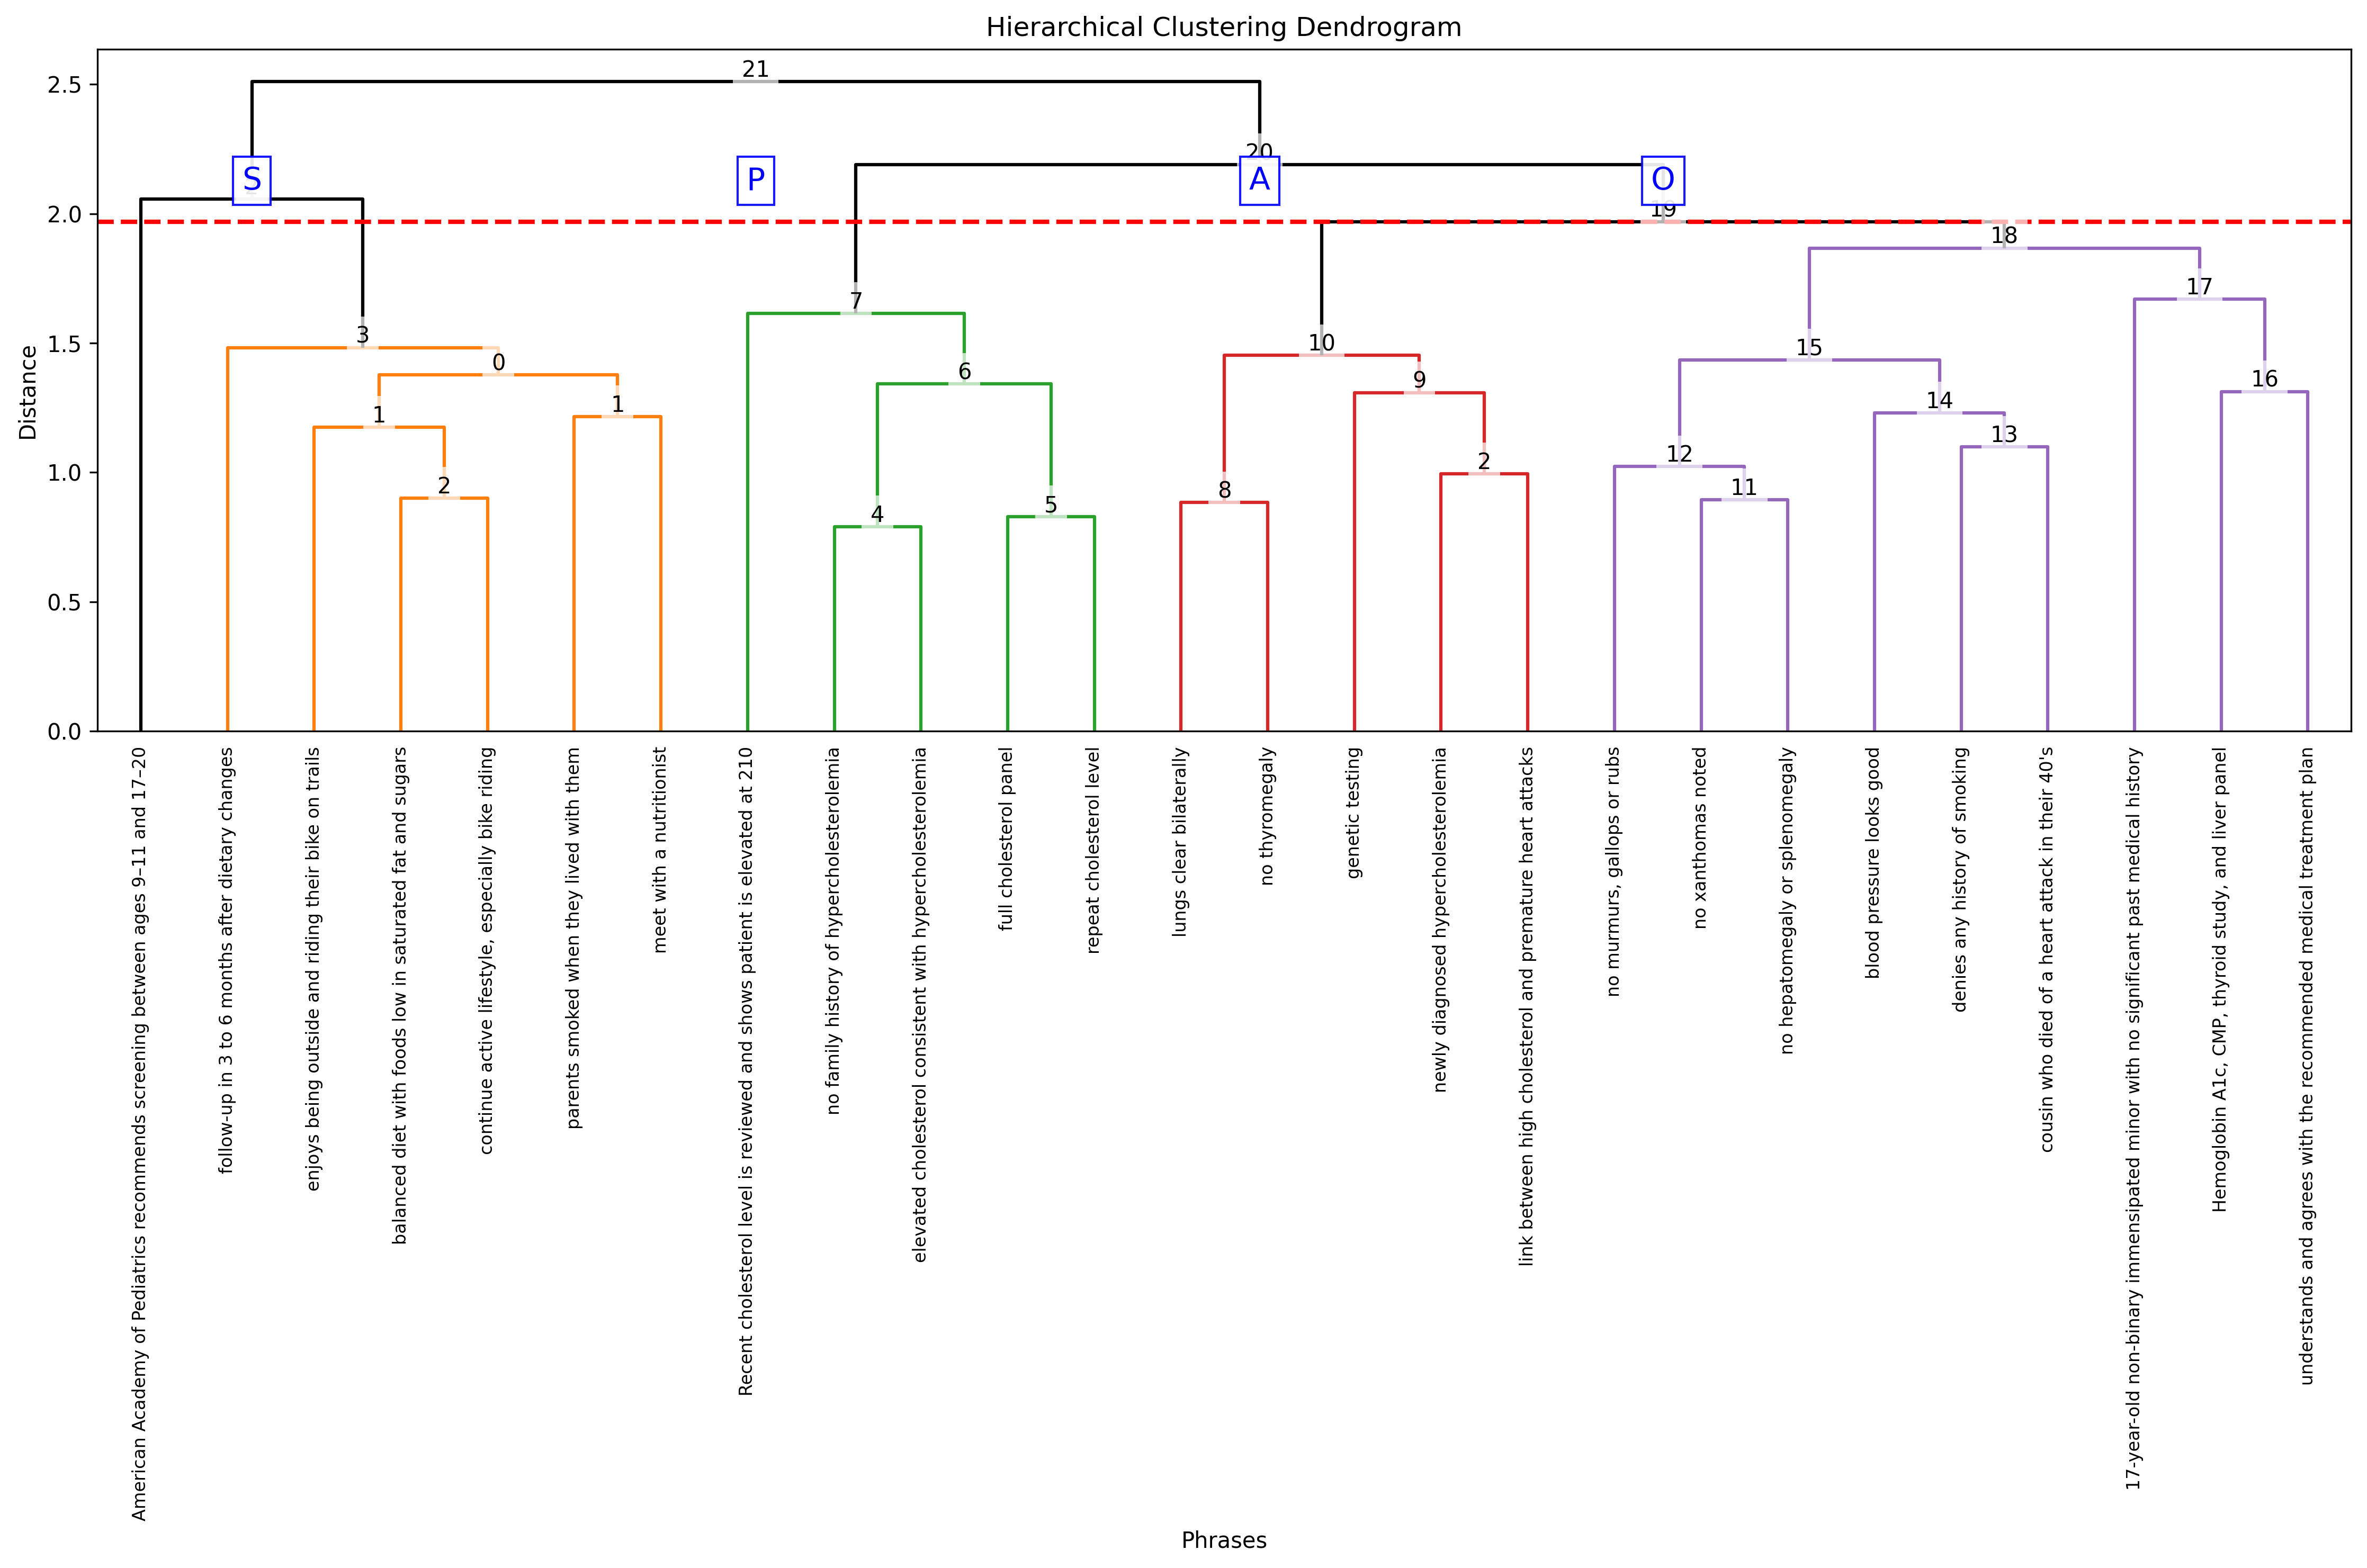 Hierarchical Clustering Dendrogram
21
2.5
20
S
P
A
O
2.0
19
18
17
7
1.5
3
10
15
0
6
9
16
1
1
14
13
Distance
1.0
2
2
12
8
11
4
5
0.5
0.0
American Academy of Pediatrics recommends screening between ages 9–11 and 17–20
follow-up in 3 to 6 months after dietary changes
enjoys being outside and riding their bike on trails
balanced diet with foods low in saturated fat and sugars
continue active lifestyle, especially bike riding
parents smoked when they lived with them
meet with a nutritionist
Recent cholesterol level is reviewed and shows patient is elevated at 210
no family history of hypercholesterolemia
elevated cholesterol consistent with hypercholesterolemia
full cholesterol panel
repeat cholesterol level
lungs clear bilaterally
no thyromegaly
genetic testing
newly diagnosed hypercholesterolemia
link between high cholesterol and premature heart attacks
no murmurs, gallops or rubs
no xanthomas noted
no hepatomegaly or splenomegaly
blood pressure looks good
denies any history of smoking
cousin who died of a heart attack in their 40's
17-year-old non-binary immensipated minor with no significant past medical history
Hemoglobin A1c, CMP, thyroid study, and liver panel
understands and agrees with the recommended medical treatment plan
Phrases